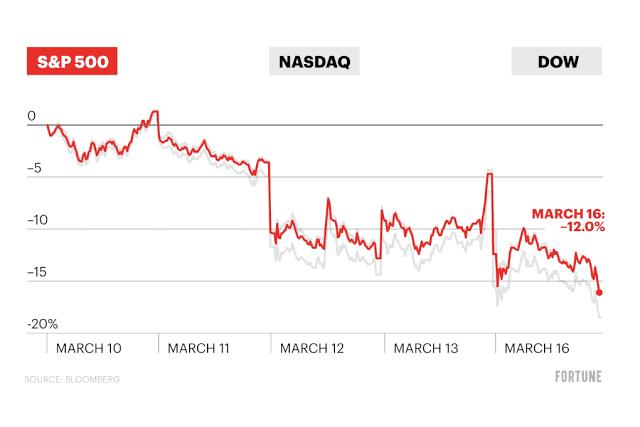 S&P 500 NASDAQ DOW
0
-5
MARCH 16:
-10
-12.0%
-15
-20%
MARCH 10 MARCH 11 MARCH 12 MARCH 13 MARCH 16
SOURCE: BLOOMBERG FORTUNE